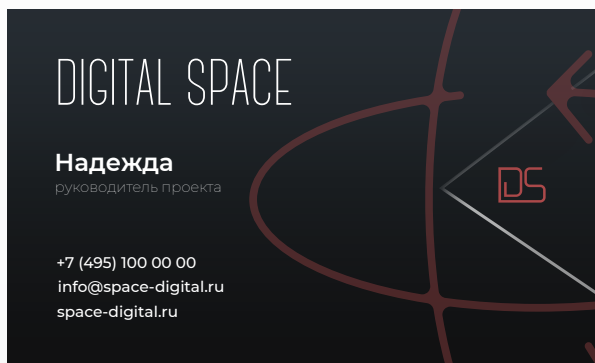 DIGITAL SPACE
Надежда
руководитель проекта
DS
+7 (495) 100 00 00
info@space-digital.ru
space-digital.ru